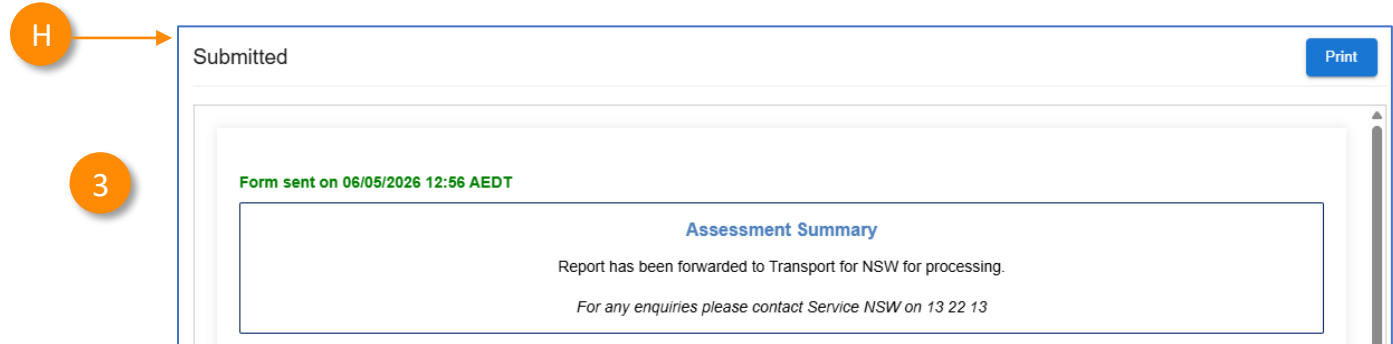 H
Submitted
Print
3
Form sent on 06/05/2026 12:56 AEDT
Assessment Summary
Report has been forwarded to Transport for NSW for processing.
For any enquiries please contact Service NSW on 13 22 13